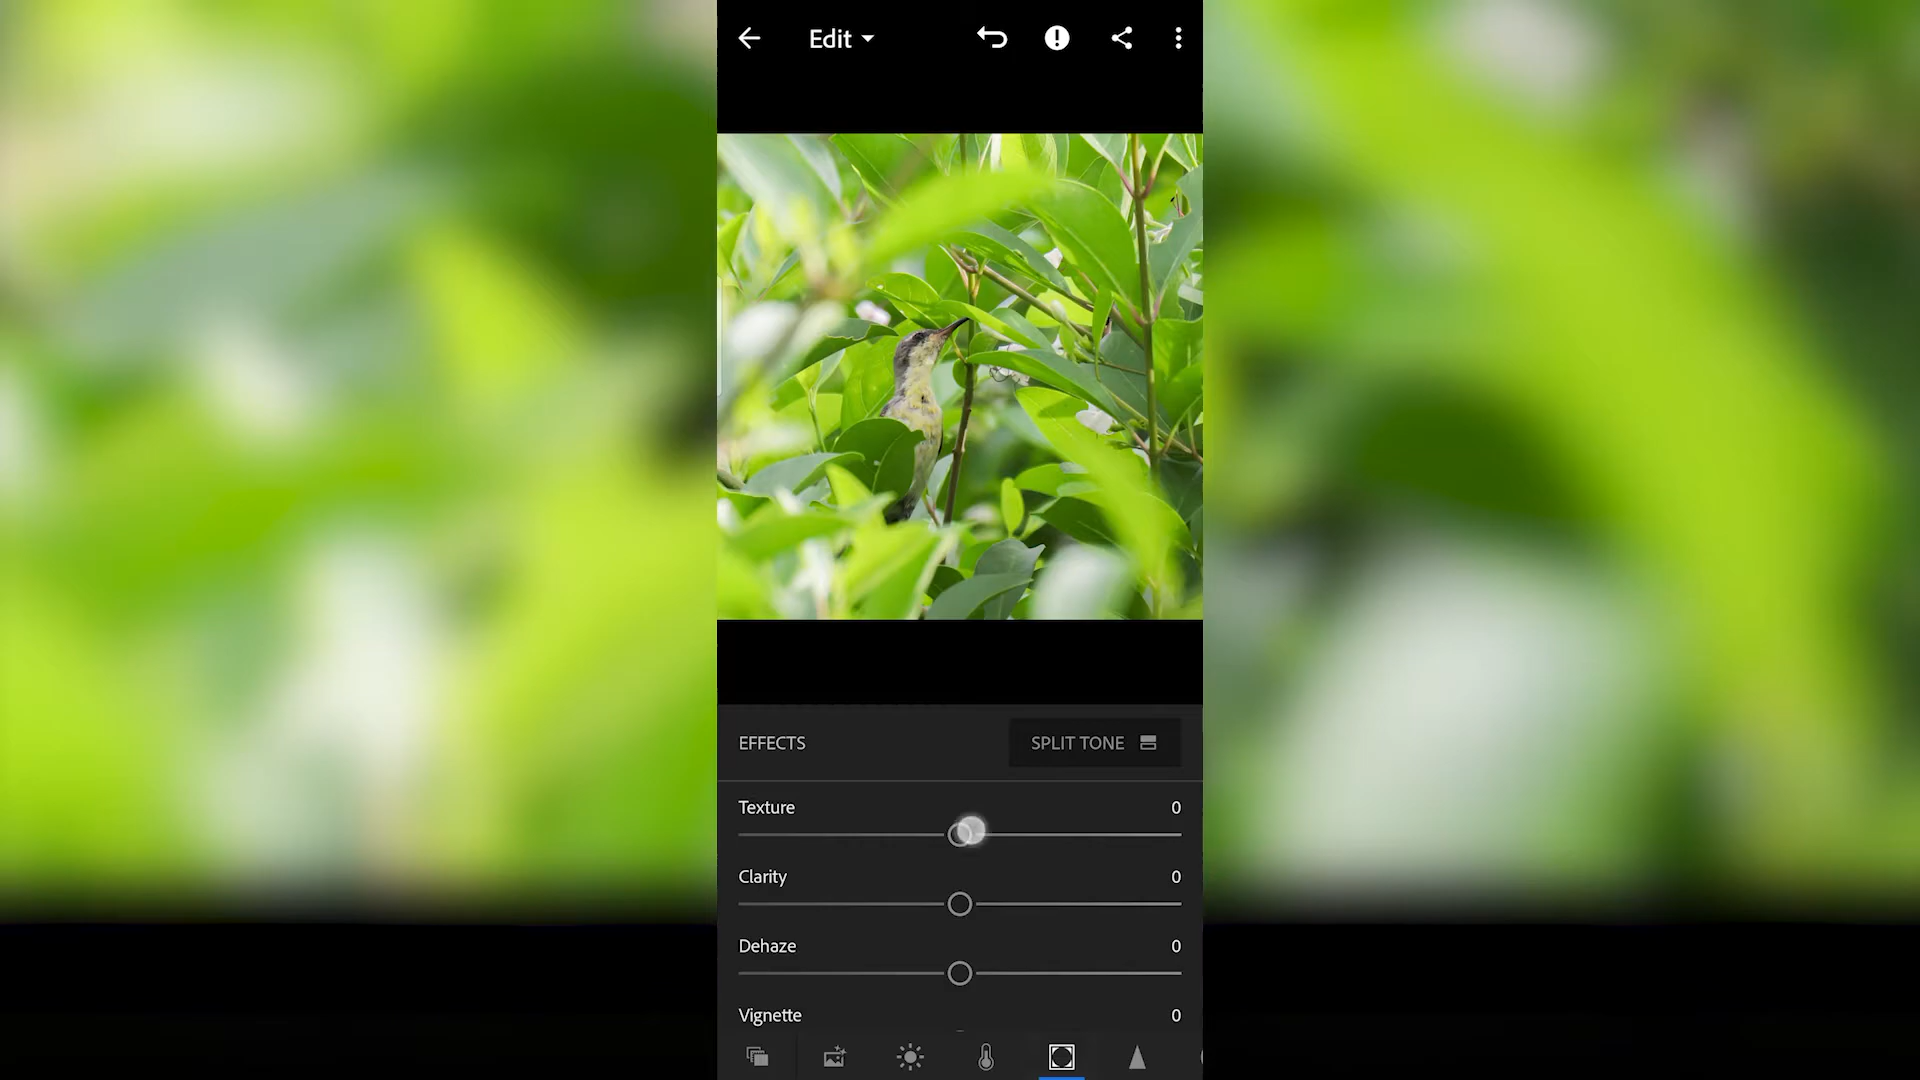 Edit
EFFECTS
SPLIT TONE
Texture 0
Clarity 0
Dehaze 0
Vignette 0